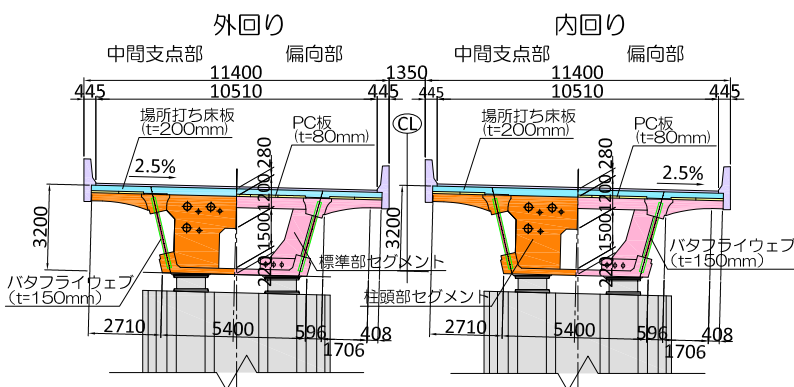 外回り
内回り
中間支点部
偏向部
中間支点部
偏向部
11400
1350
11400
445
10510
445
445
10510
445
場所打ち床板
(t=200mm)
PC板
(t=80mm)
CL
場所打ち床板
(t=200mm)
PC板
(t=80mm)
2.5%
2.5%
280
1200
1500
220
280
1200
1500
220
3200
3200
標準部セグメント
バタフライウェブ
(t=150mm)
バタフライウェブ
(t=150mm)
柱頭部セグメント
2710
5400
596
408
1706
2710
5400
596
408
1706